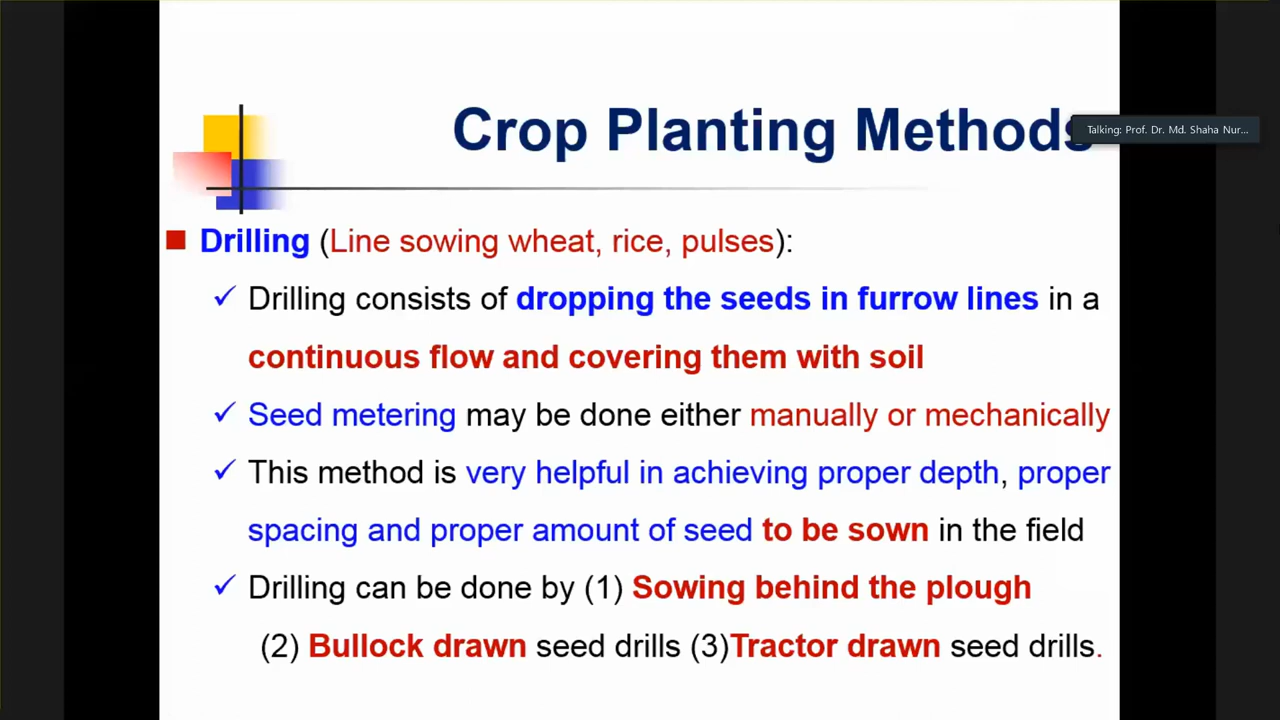 Crop Planting Methods
Talking: Prof. Dr. Md. Shaha Nur...
Drilling (Line sowing wheat, rice, pulses):
✓ Drilling consists of dropping the seeds in furrow lines in a
continuous flow and covering them with soil
✓ Seed metering may be done either manually or mechanically
✓ This method is very helpful in achieving proper depth, proper
spacing and proper amount of seed to be sown in the field
✓ Drilling can be done by (1) Sowing behind the plough
(2) Bullock drawn seed drills (3)Tractor drawn seed drills.